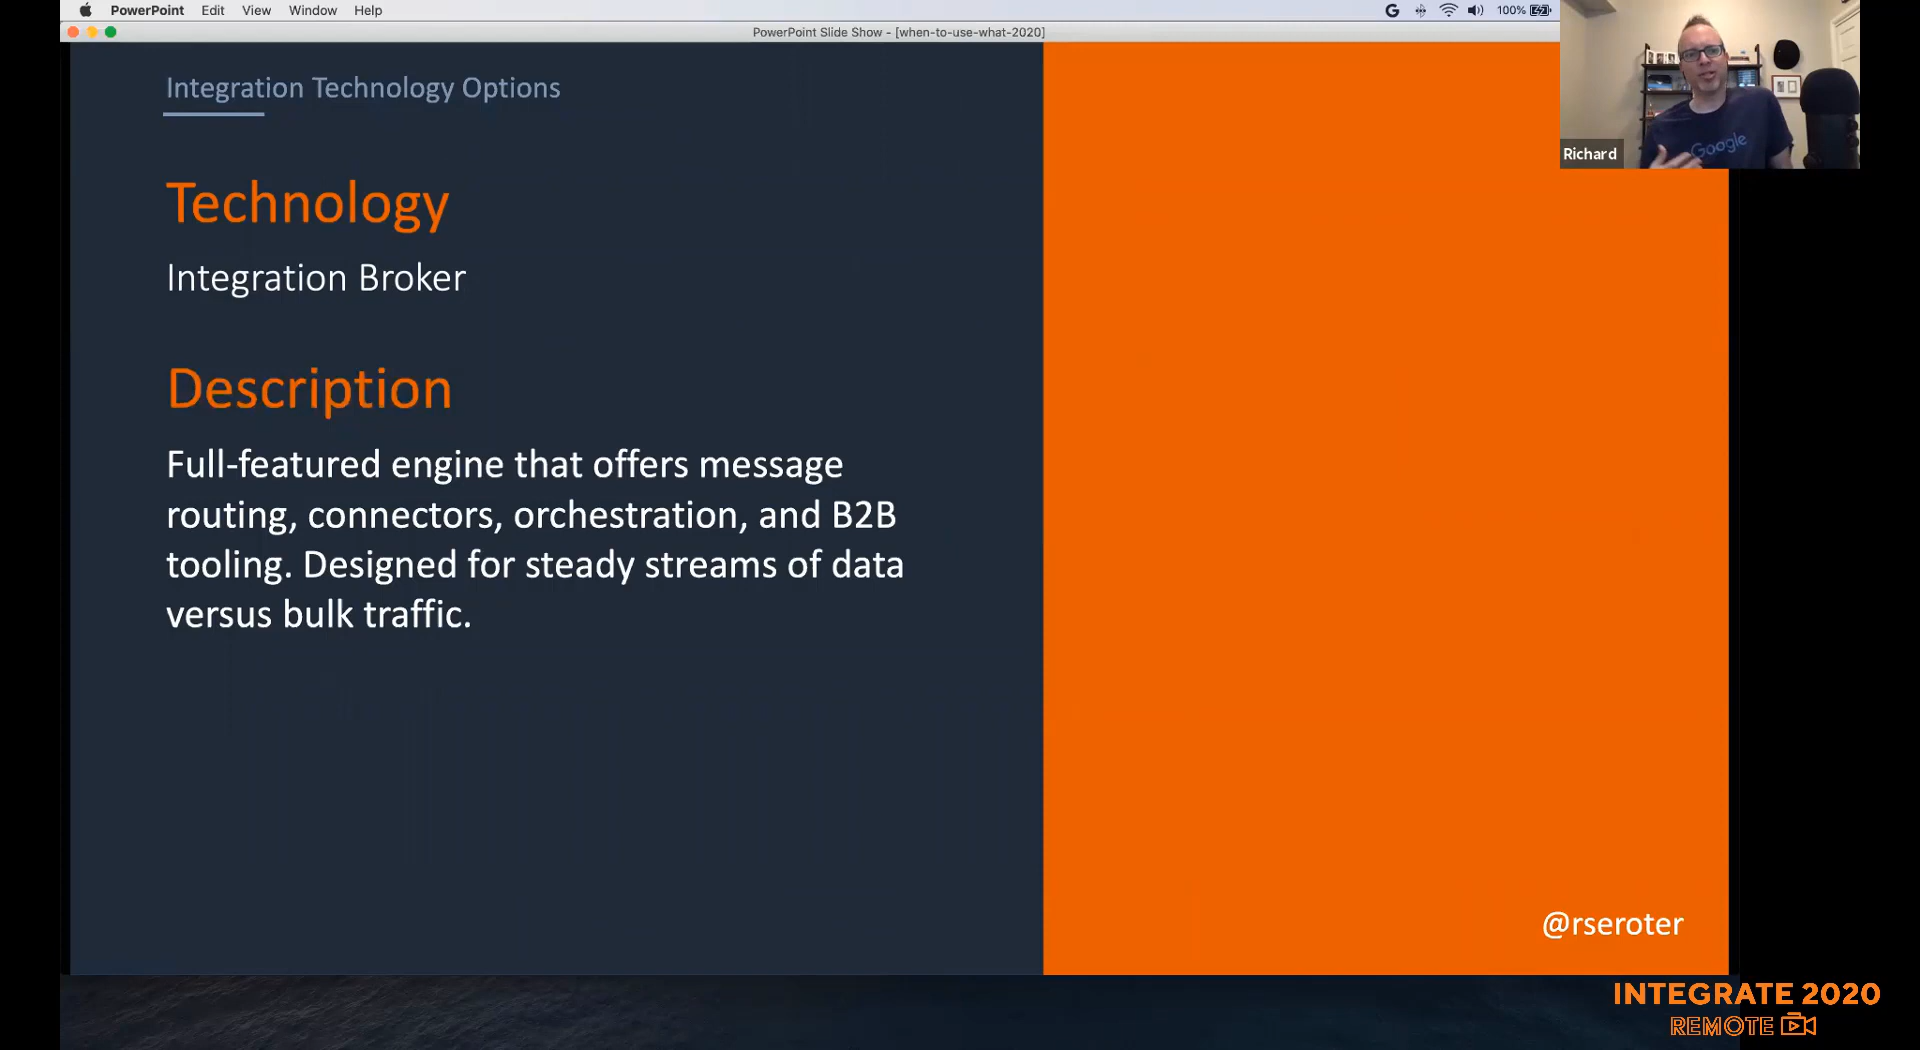 PowerPoint Edit View Window Help
G 100%
PowerPoint Slide Show - [when-to-use-what-2020]
Integration Technology Options
Technology
Integration Broker
Description
Full-featured engine that offers message
routing, connectors, orchestration, and B2B
tooling. Designed for steady streams of data
versus bulk traffic.
Google
Richard
@rseroter
INTEGRATE 2020
REMOTE